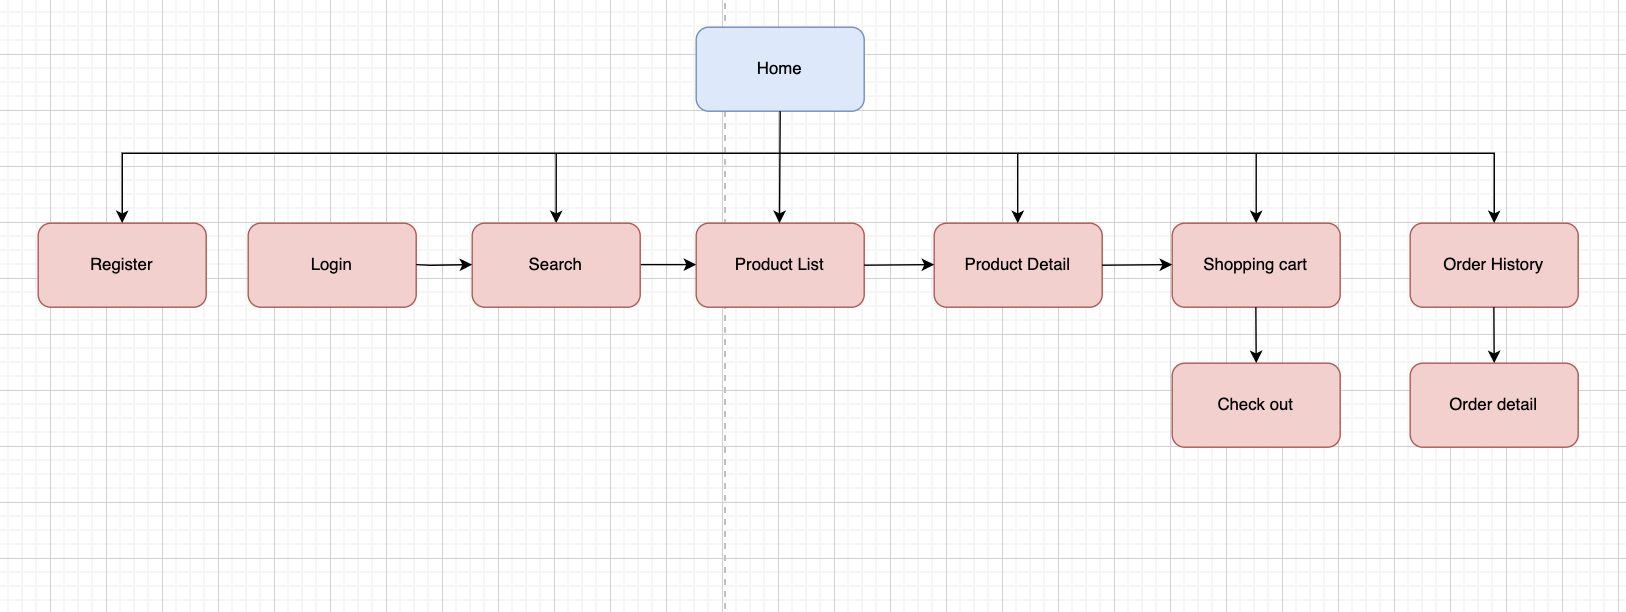 Home
Register
Login
Search
Product List
Product Detail
Shopping cart
Order History
Check out
Order detail